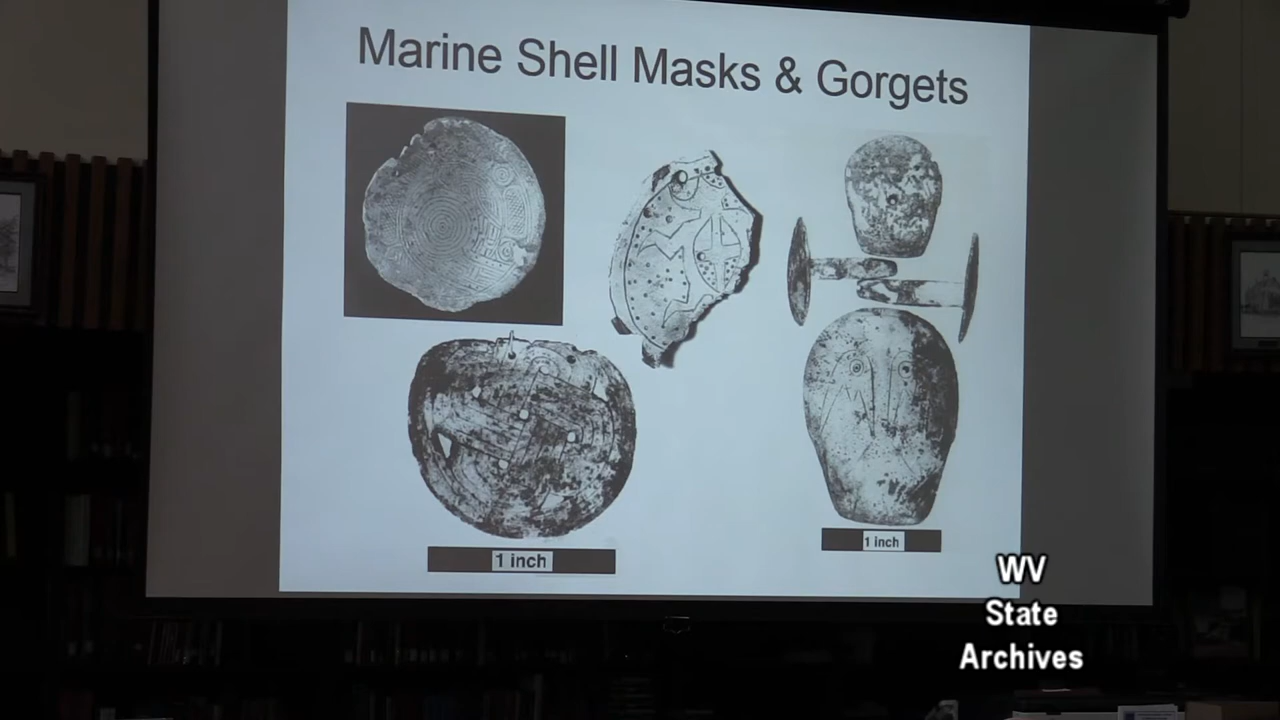 Marine Shell Masks & Gorgets
1 inch
1 inch
WV
State
Archives